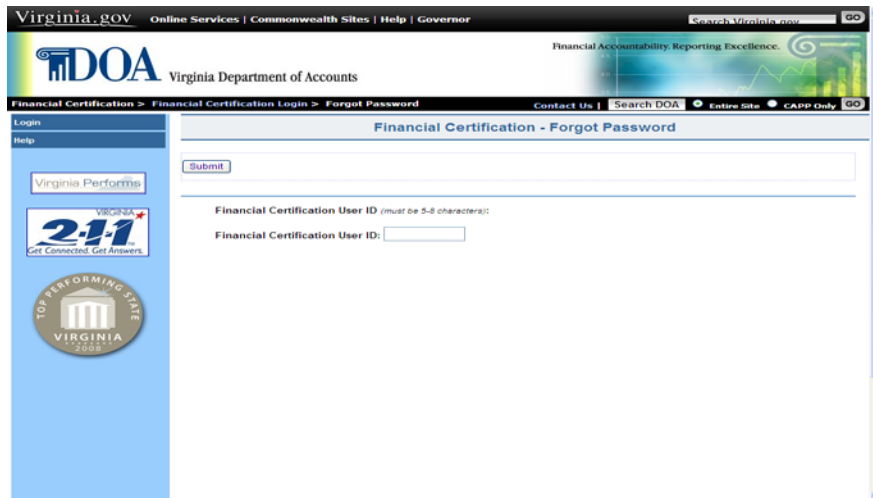 Virginia.gov Online Services | Commonwealth Sites | Help | Governor Search Virginia.gov GO
Financial Accountability. Reporting Excellence.
DOA Virginia Department of Accounts
Financial Certification > Financial Certification Login > Forgot Password Contact Us | Search DOA Entire Site CAPP Only GO
Login
Help
Financial Certification - Forgot Password
Submit
Virginia Performs
VIRGINIA
2-1-1
Get Connected. Get Answers.
Financial Certification User ID (must be 5-8 characters):
Financial Certification User ID:
TOP PERFORMING STATE
VIRGINIA
2008